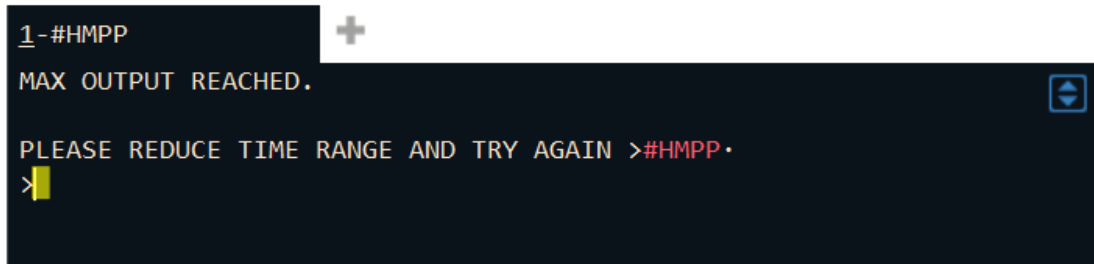 1-#HMPP
MAX OUTPUT REACHED.
PLEASE REDUCE TIME RANGE AND TRY AGAIN >#HMPP·
>